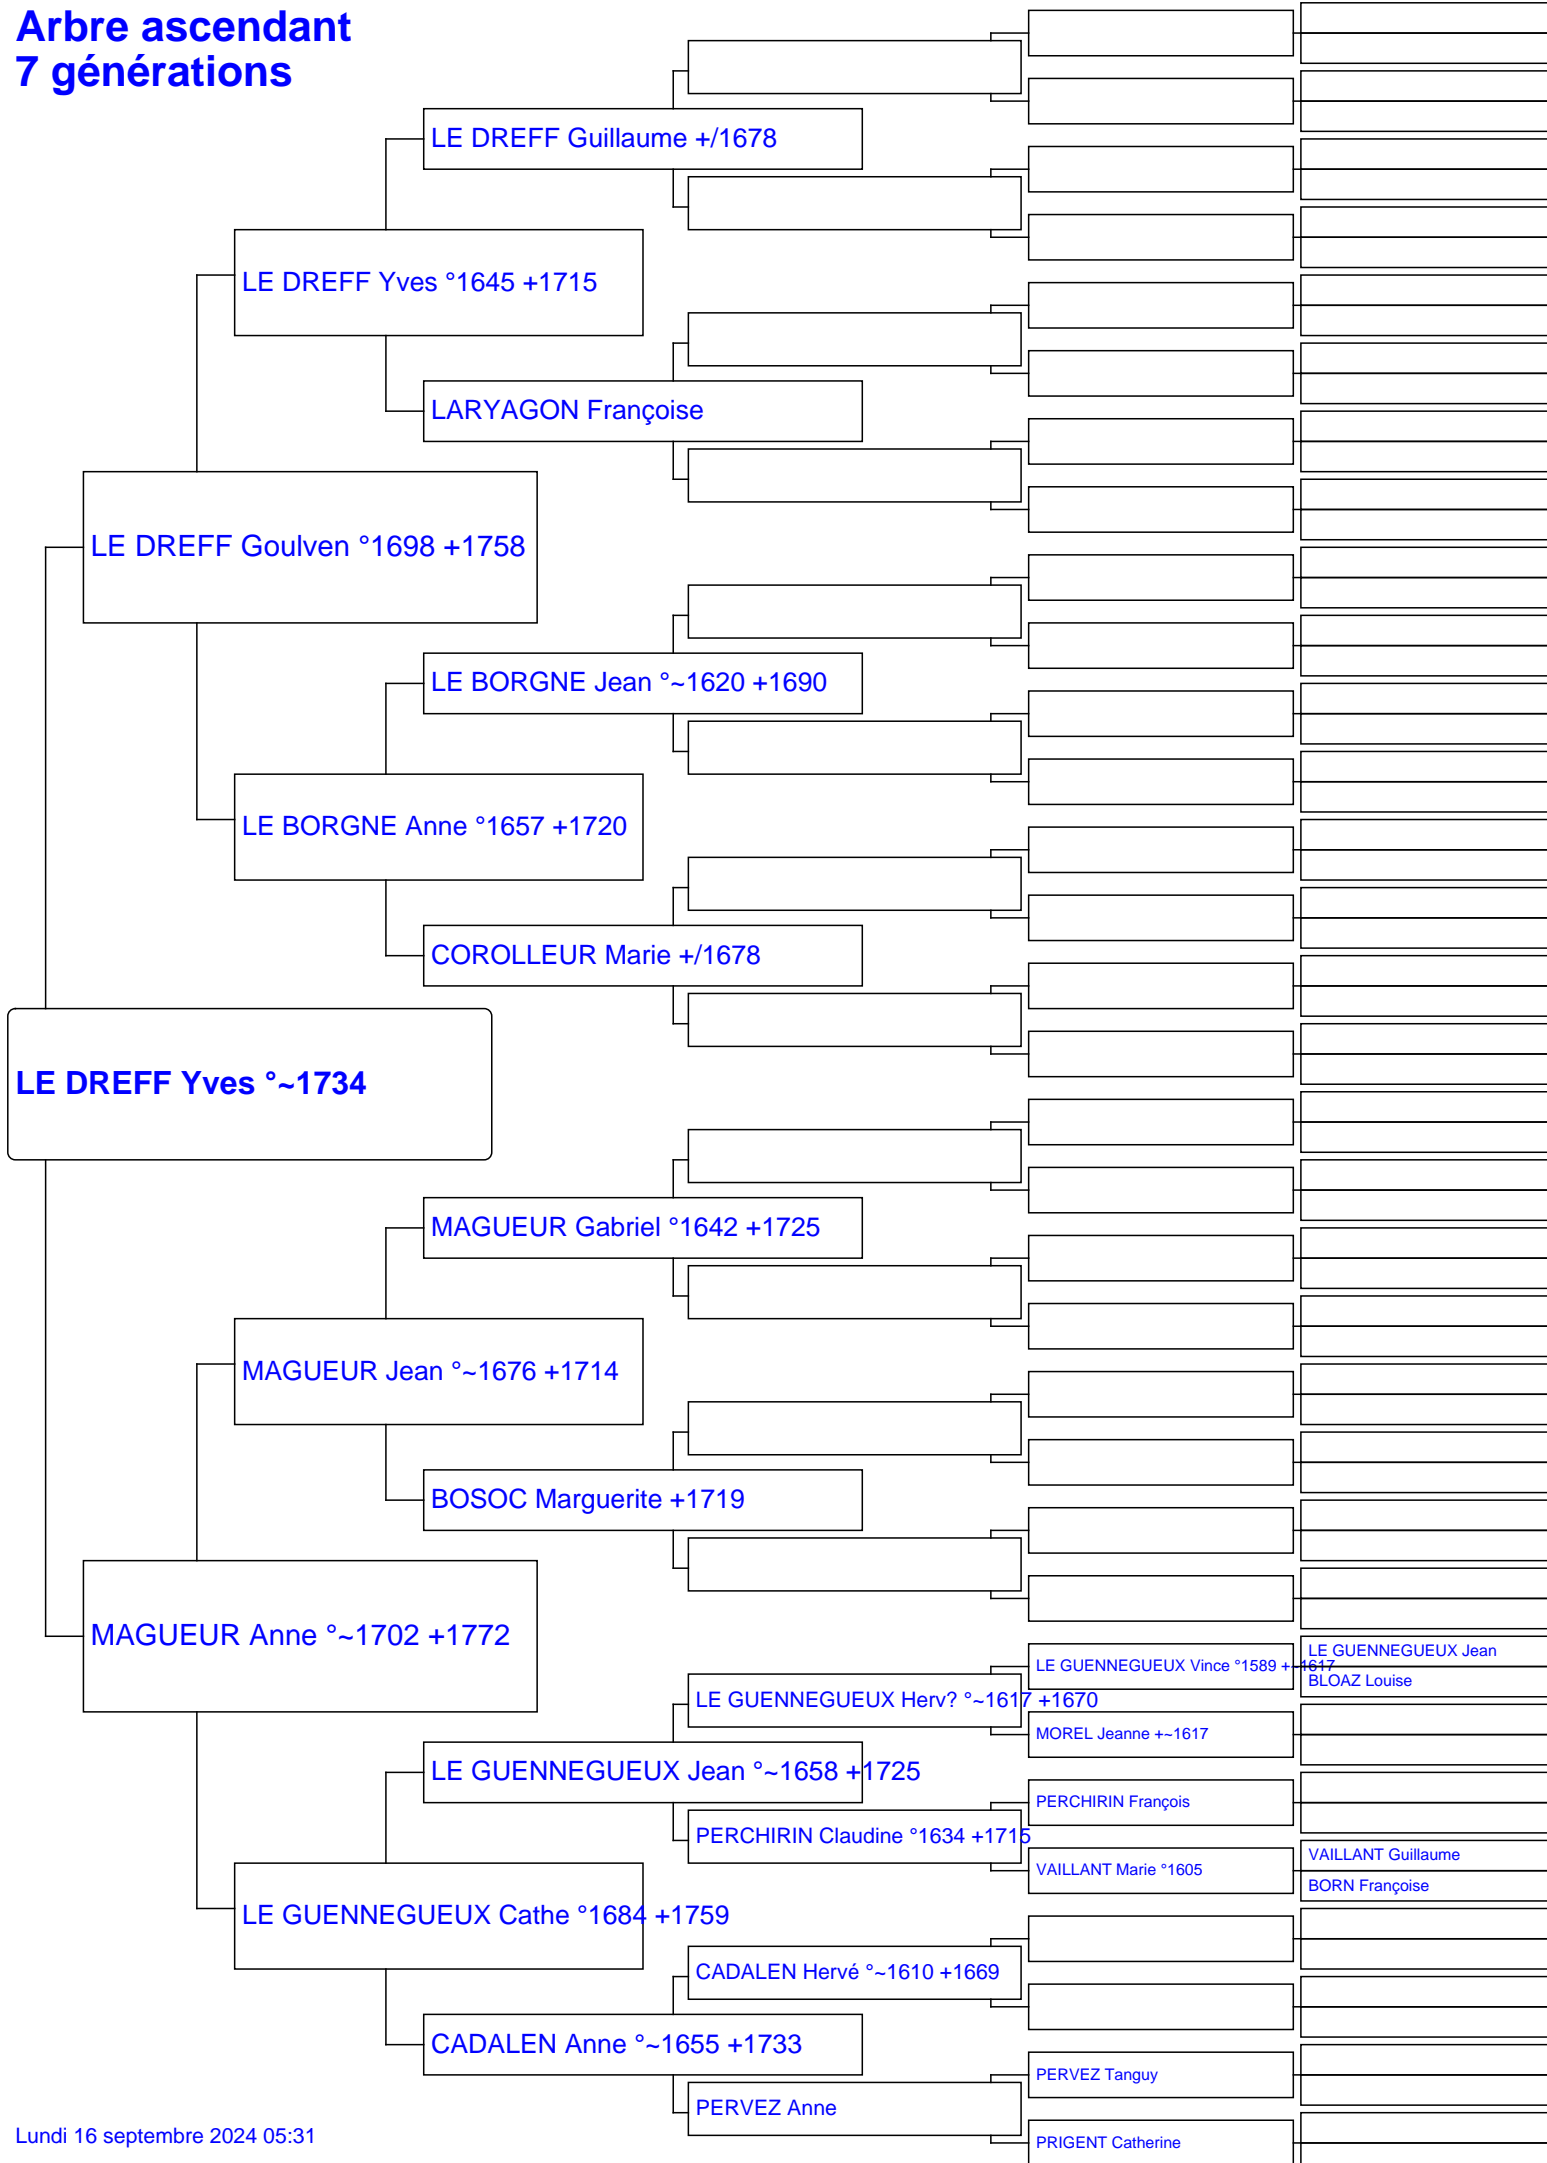 Arbre ascendant
7 générations
LE DREFF Guillaume +/1678
LE DREFF Yves °1645 +1715
LARYAGON Françoise
LE DREFF Goulven °1698 +1758
LE BORGNE Jean °~1620 +1690
LE BORGNE Anne °1657 +1720
COROLLEUR Marie +/1678
LE DREFF Yves °~1734
MAGUEUR Gabriel °1642 +1725
MAGUEUR Jean °~1676 +1714
BOSOC Marguerite +1719
MAGUEUR Anne °~1702 +1772
LE GUENNEGUEUX Jean
LE GUENNEGUEUX Vince °1589 +~1617
BLOAZ Louise
LE GUENNEGUEUX Herv? °~1617 +1670
MOREL Jeanne +~1617
LE GUENNEGUEUX Jean °~1658 +1725
PERCHIRIN François
PERCHIRIN Claudine °1634 +1715
VAILLANT Guillaume
VAILLANT Marie °1605
BORN Françoise
LE GUENNEGUEUX Cathe °1684 +1759
CADALEN Hervé °~1610 +1669
CADALEN Anne °~1655 +1733
PERVEZ Tanguy
PERVEZ Anne
PRIGENT Catherine
Lundi 16 septembre 2024 05:31